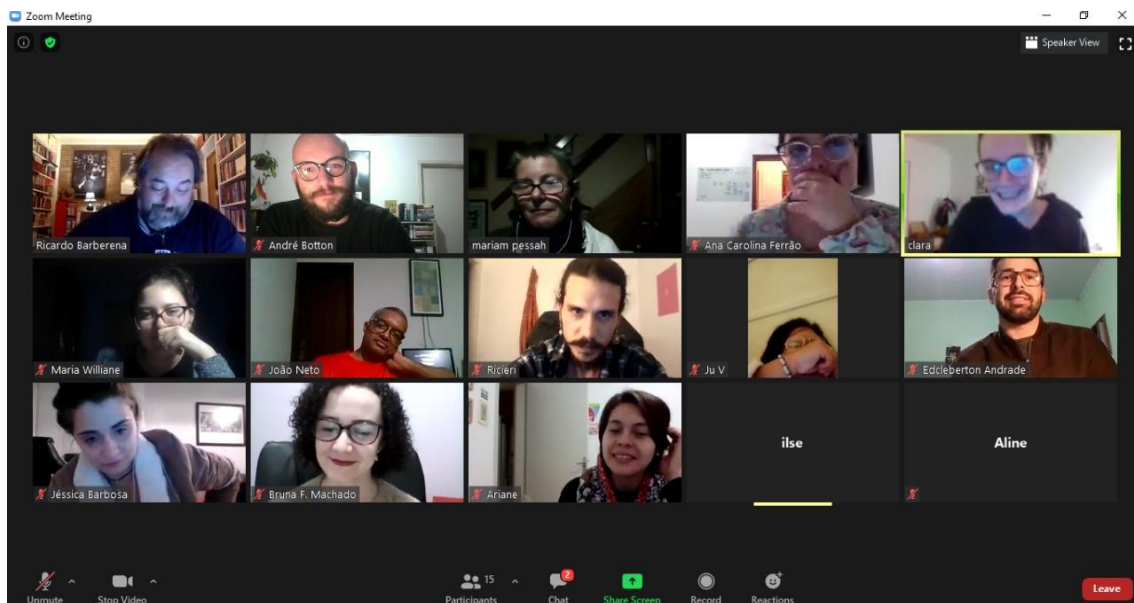 Zoom Meeting
Speaker View
Ricardo Barberena
André Botton
mariam pessah
Ana Carolina Ferrão
clara
Maria Williane
João Neto
Ricieri
Ju V
Edcleberton Andrade
Jéssica Barbosa
Bruna F. Machado
Ariane
ilse
Aline
Unmute
Stop Video
15
Participants
2
Chat
Share Screen
Record
Reactions
Leave